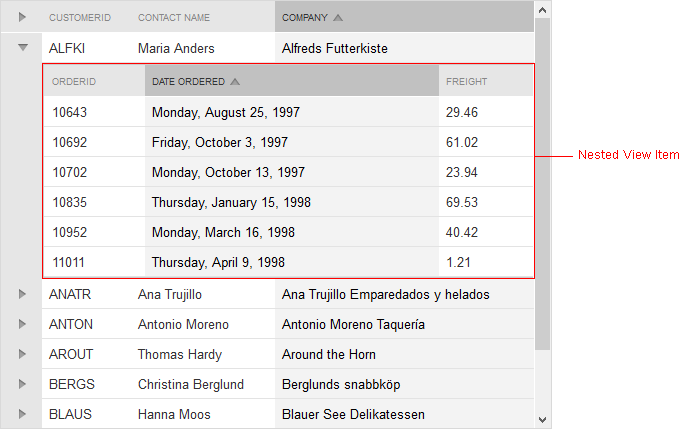 CUSTOMERID CONTACT NAME COMPANY
ALFKI Maria Anders Alfreds Futterkiste
ORDERID DATE ORDERED FREIGHT
10643 Monday, August 25, 1997 29.46
10692 Friday, October 3, 1997 61.02
10702 Monday, October 13, 1997 23.94
Nested View Item
10835 Thursday, January 15, 1998 69.53
10952 Monday, March 16, 1998 40.42
11011 Thursday, April 9, 1998 1.21
ANATR Ana Trujillo Ana Trujillo Emparedados y helados
ANTON Antonio Moreno Antonio Moreno Taquería
AROUT Thomas Hardy Around the Horn
BERGS Christina Berglund Berglunds snabbköp
BLAUS Hanna Moos Blauer See Delikatessen